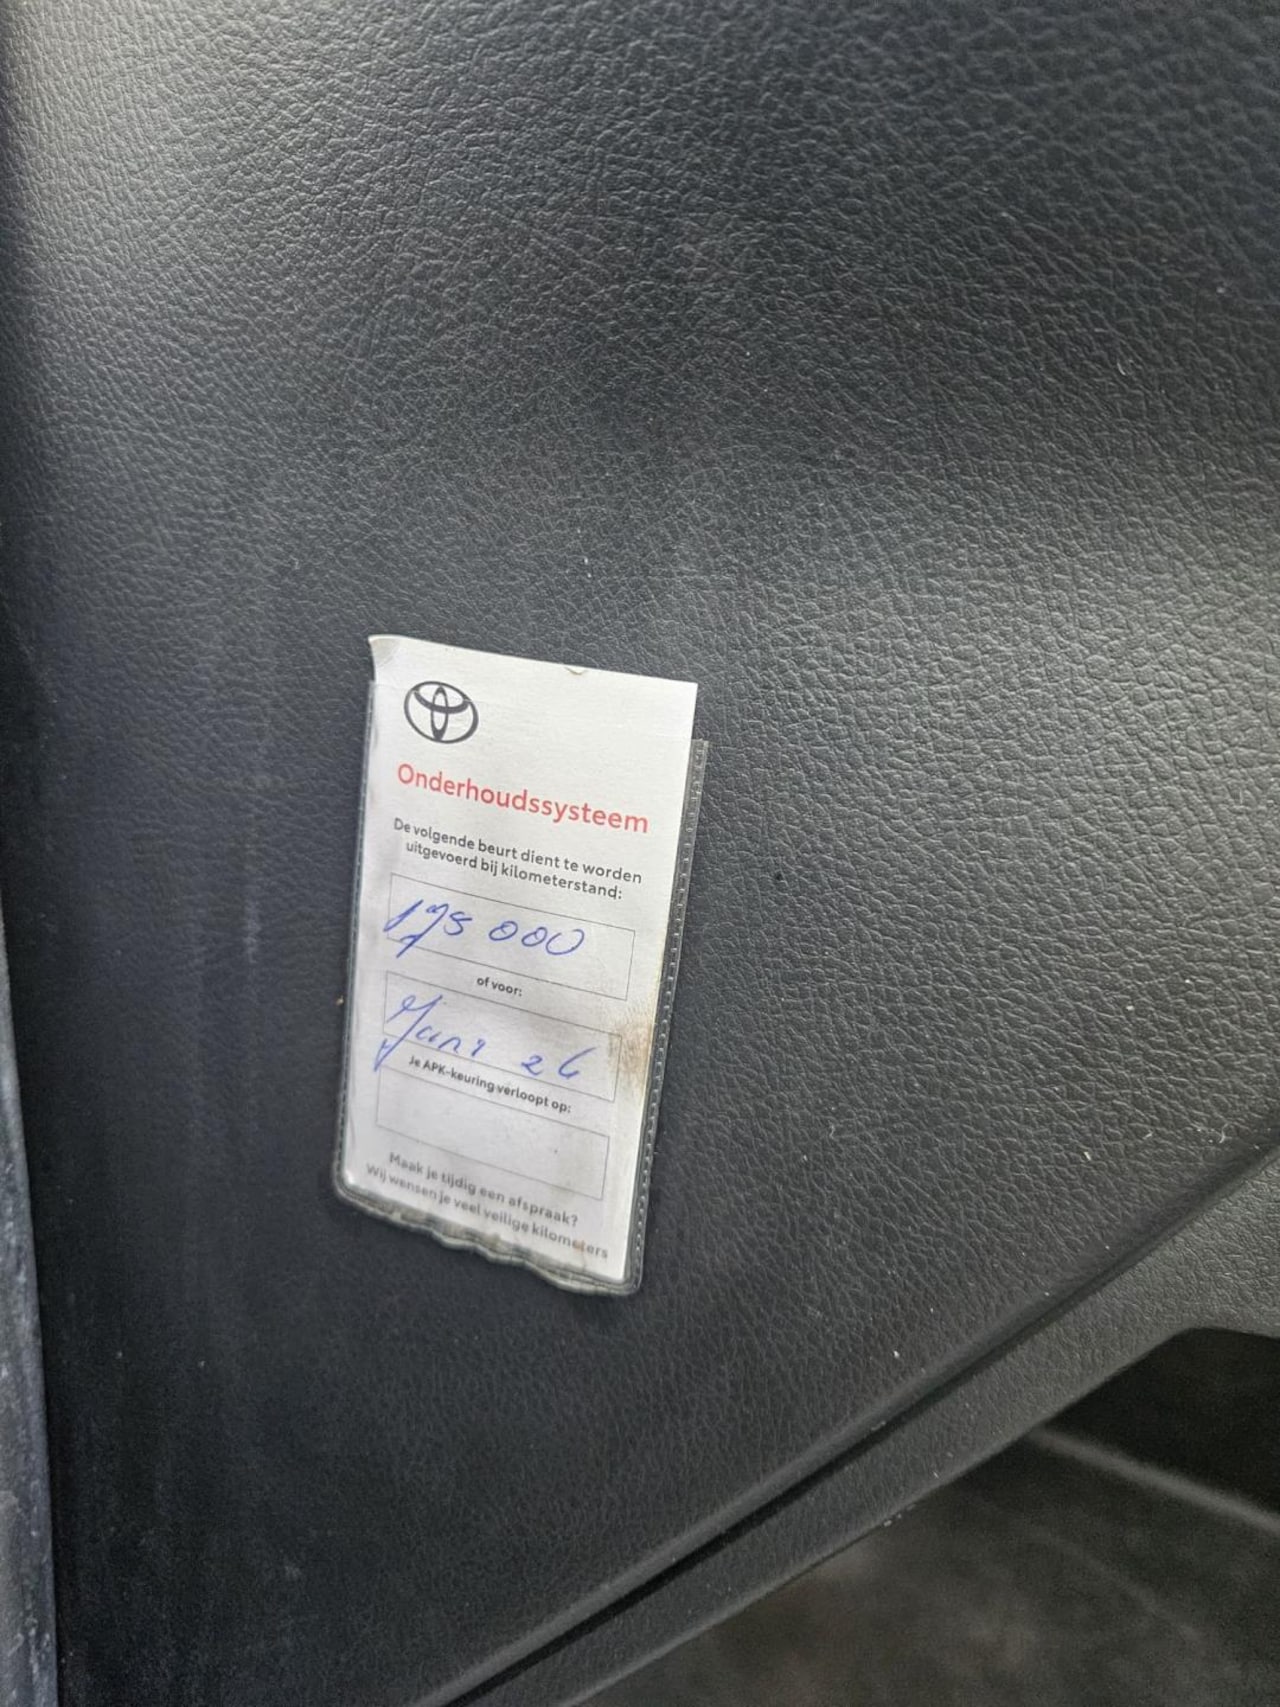 Onderhoudssysteem
De volgende beurt dient te worden
uitgevoerd bij kilometerstand:
175 000
of voor:
Juni 26
Je APK-keuring verloopt op:
Maak je tijdig een afspraak?
Wij wensen je veel veilige kilometers